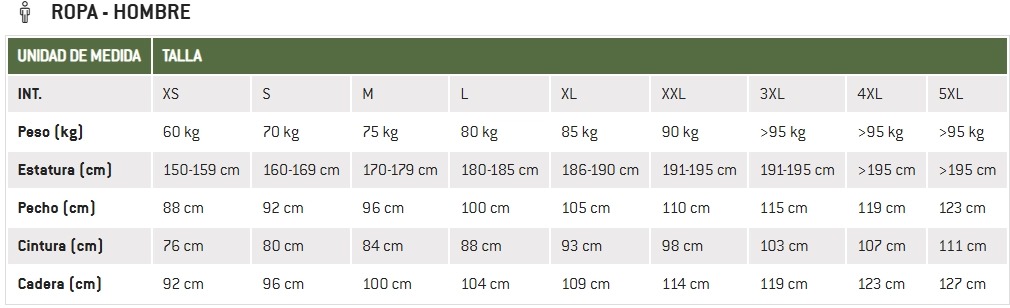 ROPA - HOMBRE
UNIDAD DE MEDIDA TALLA
INT. XS S M L XL XXL 3XL 4XL 5XL
Peso (kg) 60 kg 70 kg 75 kg 80 kg 85 kg 90 kg >95 kg >95 kg >95 kg
Estatura (cm) 150-159 cm 160-169 cm 170-179 cm 180-185 cm 186-190 cm 191-195 cm 191-195 cm >195 cm >195 cm
Pecho (cm) 88 cm 92 cm 96 cm 100 cm 105 cm 110 cm 115 cm 119 cm 123 cm
Cintura (cm) 76 cm 80 cm 84 cm 88 cm 93 cm 98 cm 103 cm 107 cm 111 cm
Cadera (cm) 92 cm 96 cm 100 cm 104 cm 109 cm 114 cm 119 cm 123 cm 127 cm